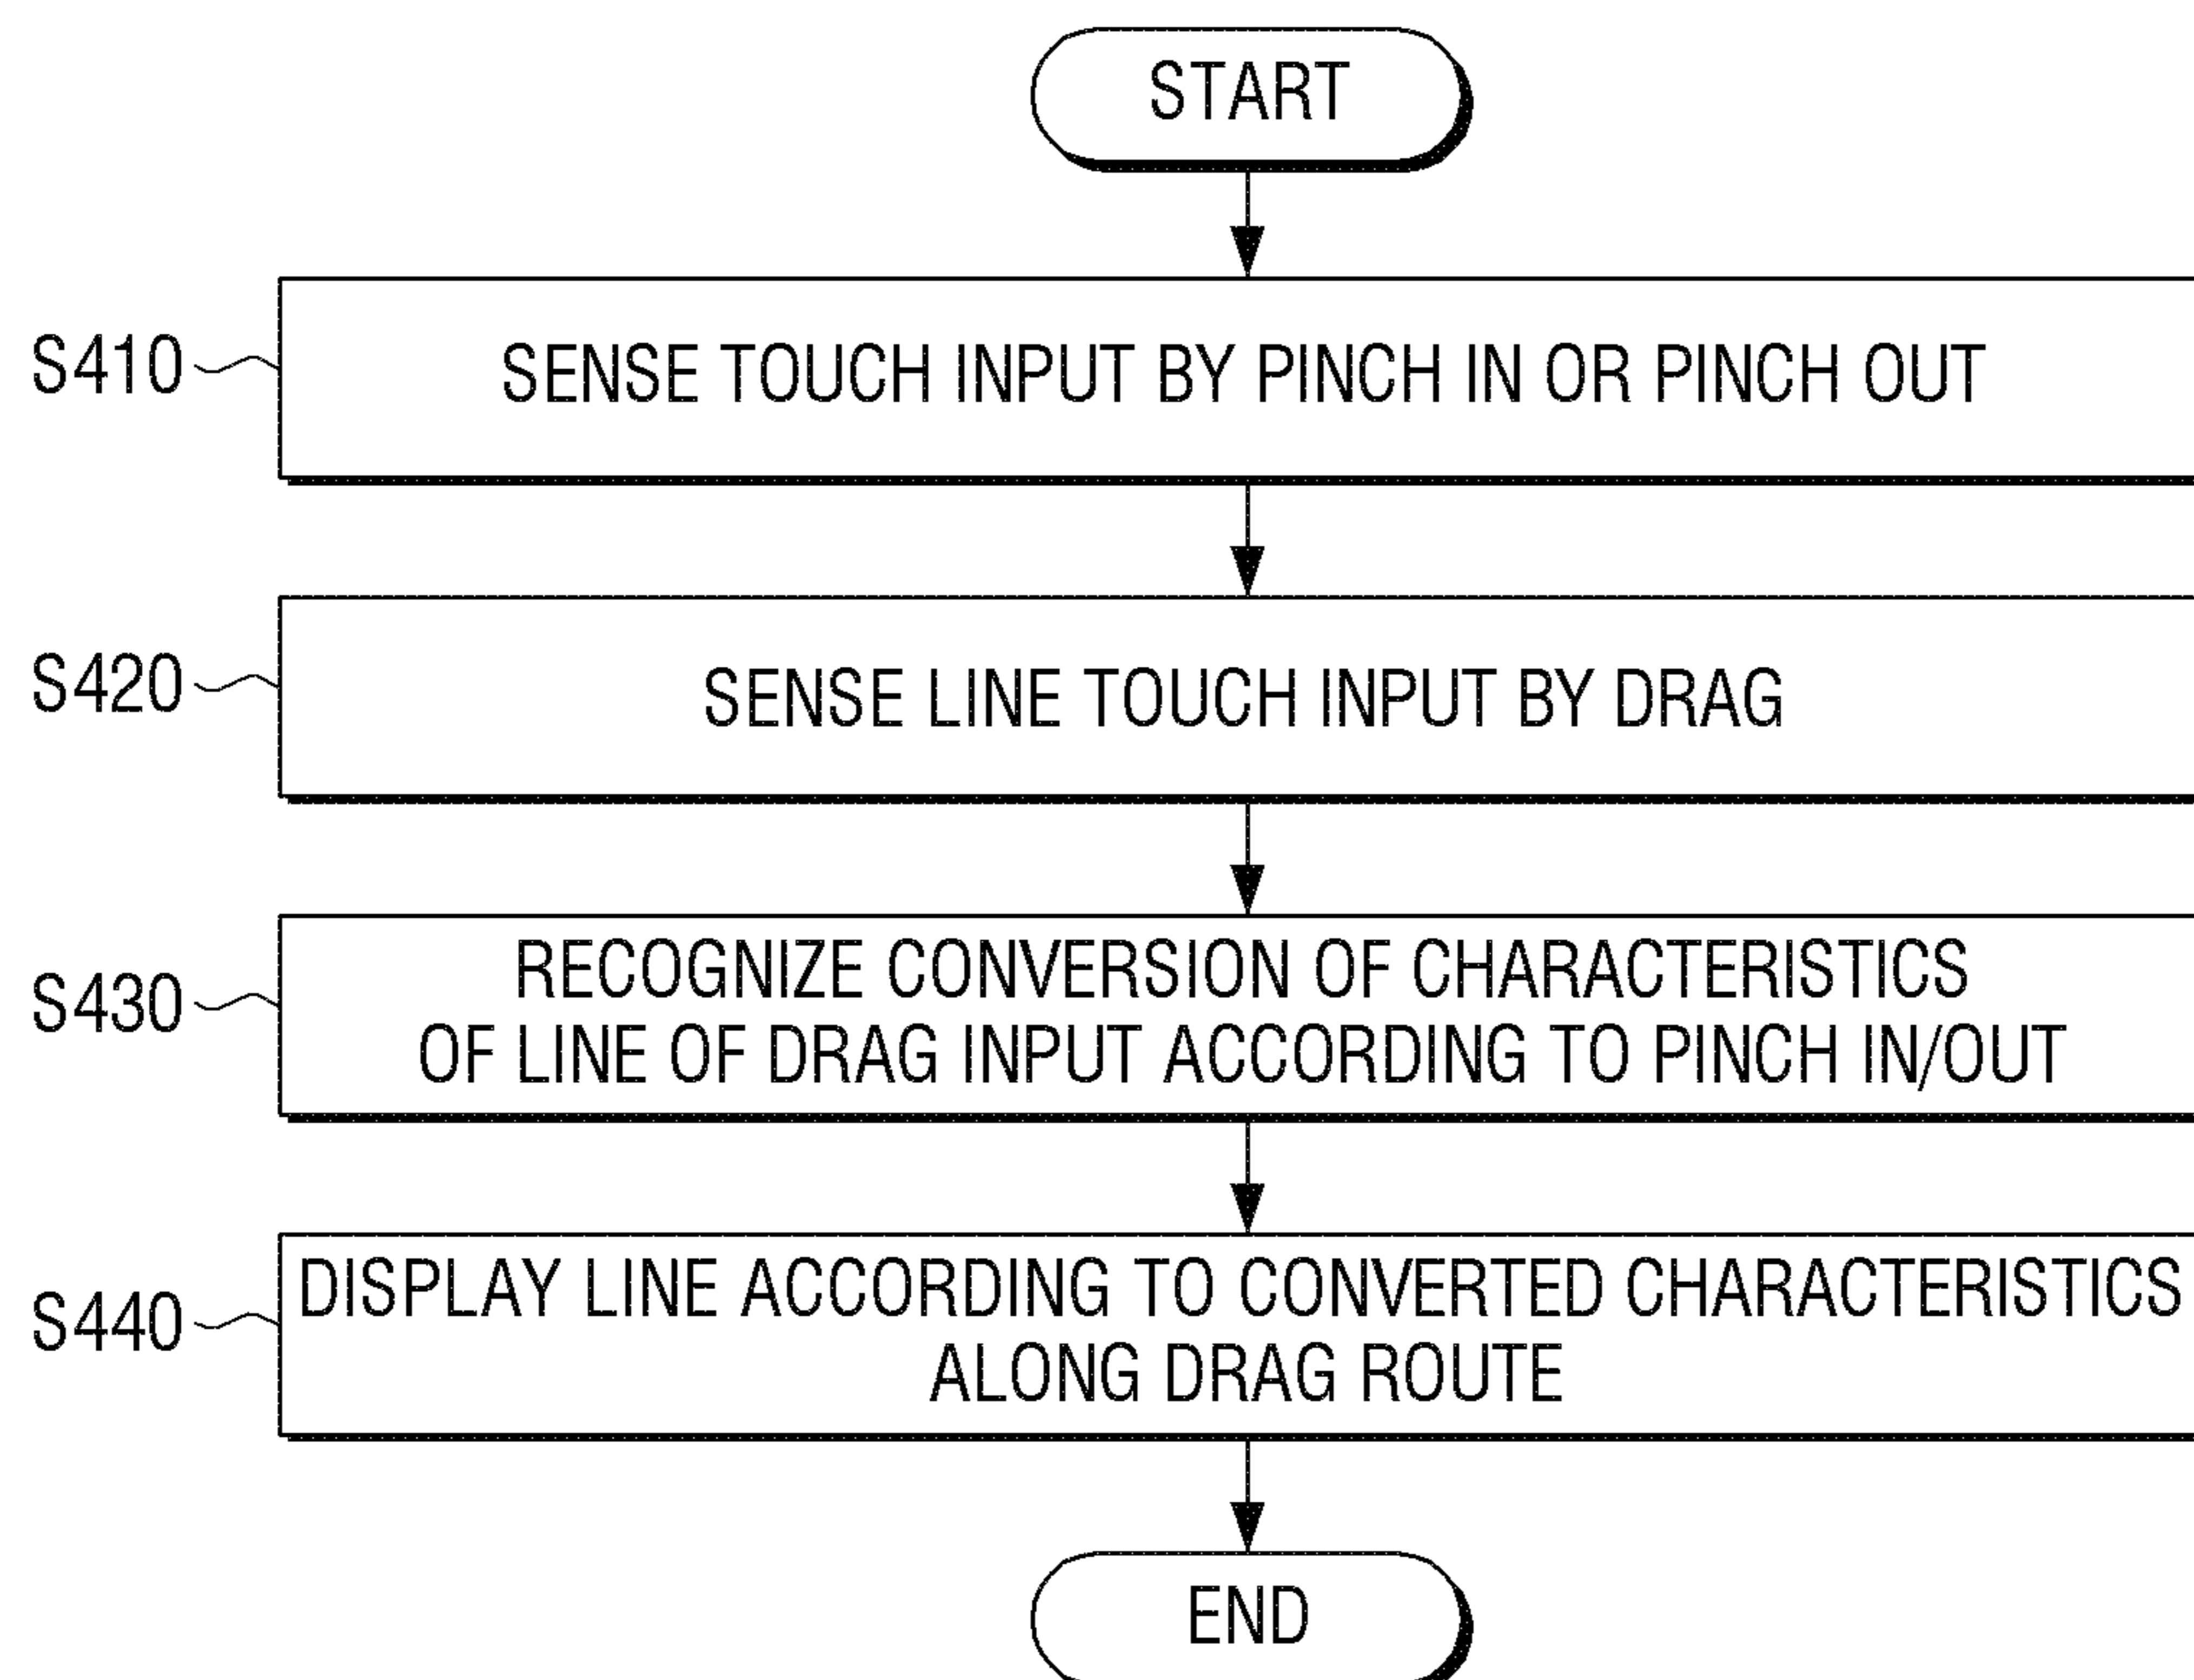 START
S410
SENSE TOUCH INPUT BY PINCH IN OR PINCH OUT
S420
SENSE LINE TOUCH INPUT BY DRAG
S430
RECOGNIZE CONVERSION OF CHARACTERISTICS
OF LINE OF DRAG INPUT ACCORDING TO PINCH IN/OUT
S440
DISPLAY LINE ACCORDING TO CONVERTED CHARACTERISTICS
ALONG DRAG ROUTE
END